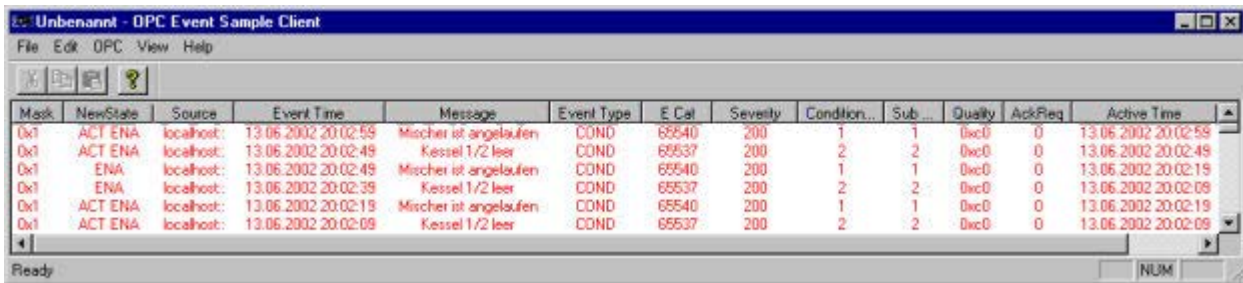 Unbenannt - OPC Event Sample Client
File Edit OPC View Help
Mask NewState Source Event Time Message Event Type E Cat Severity Condition... Sub ... Quality AckReq Active Time
0x1 ACT ENA localhost:: 13.06.2002 20:02:59 Mischer ist angelaufen COND 65540 200 1 1 0xc0 0 13.06.2002 20:02:59
0x1 ACT ENA localhost:: 13.06.2002 20:02:49 Kessel 1/2 leer COND 65537 200 2 2 0xc0 0 13.06.2002 20:02:49
0x1 ENA localhost:: 13.06.2002 20:02:49 Mischer ist angelaufen COND 65540 200 1 1 0xc0 0 13.06.2002 20:02:19
0x1 ENA localhost:: 13.06.2002 20:02:39 Kessel 1/2 leer COND 65537 200 2 2 0xc0 0 13.06.2002 20:02:09
0x1 ACT ENA localhost:: 13.06.2002 20:02:19 Mischer ist angelaufen COND 65540 200 1 1 0xc0 0 13.06.2002 20:02:19
0x1 ACT ENA localhost:: 13.06.2002 20:02:09 Kessel 1/2 leer COND 65537 200 2 2 0xc0 0 13.06.2002 20:02:09
Ready NUM